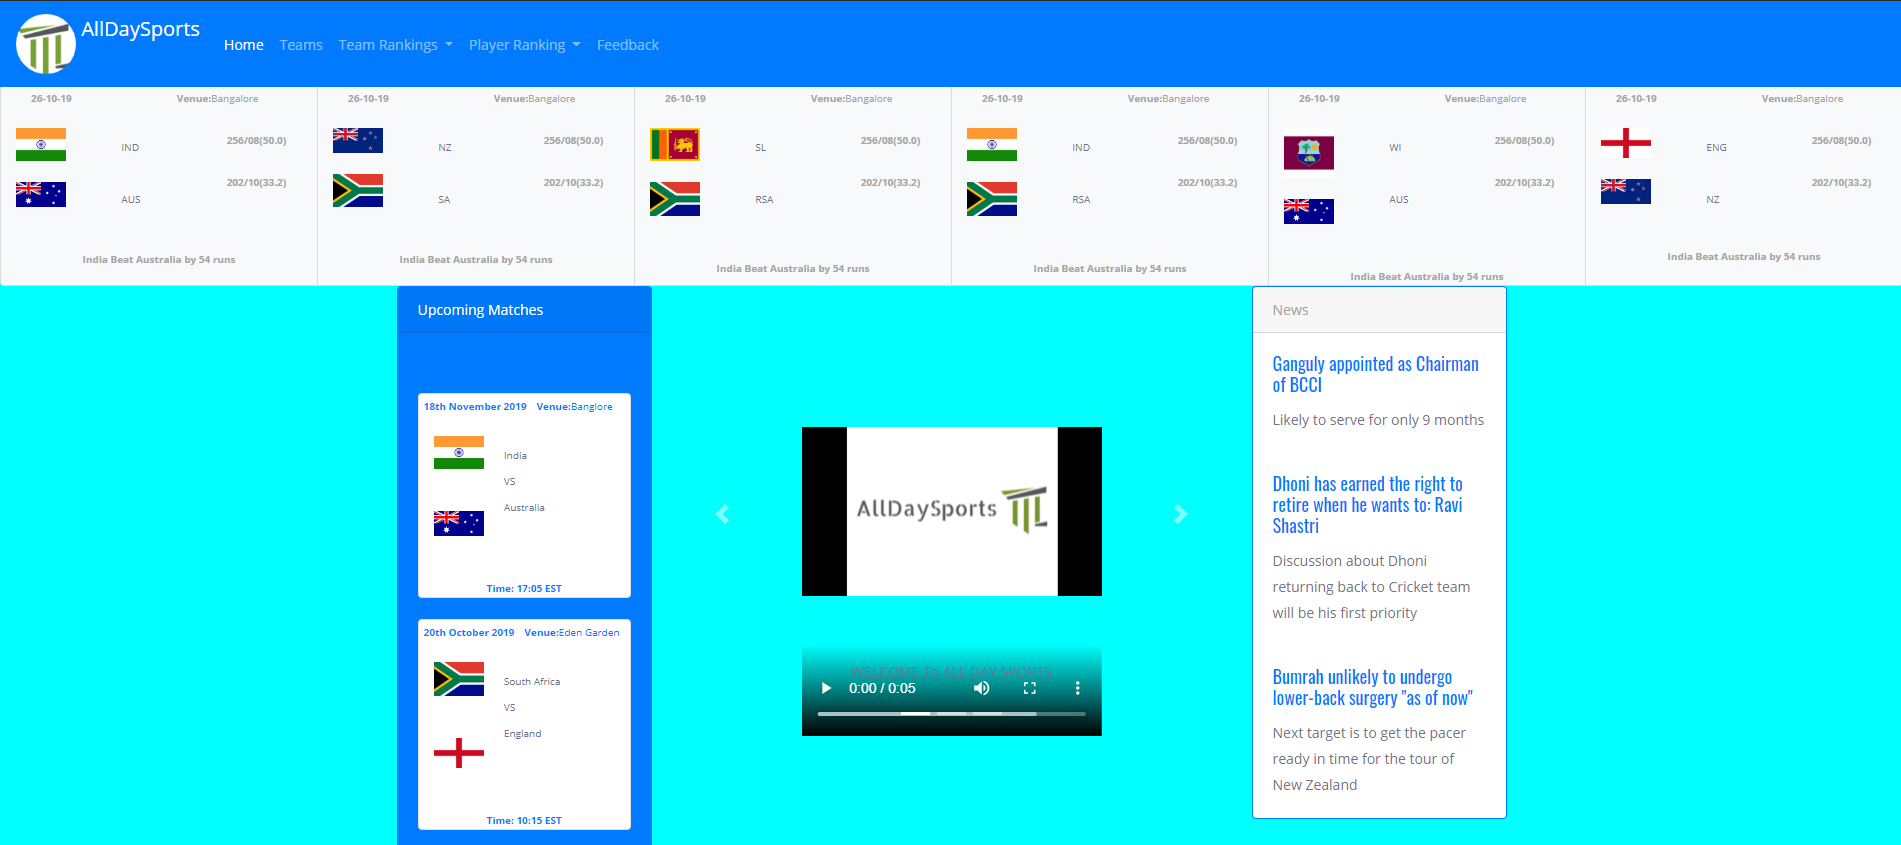 AllDaySports
Home Teams Team Rankings Player Ranking Feedback
26-10-19 Venue:Bangalore
IND 256/08(50.0)
AUS 202/10(33.2)
India Beat Australia by 54 runs
26-10-19 Venue:Bangalore
NZ 256/08(50.0)
SA 202/10(33.2)
India Beat Australia by 54 runs
26-10-19 Venue:Bangalore
SL 256/08(50.0)
RSA 202/10(33.2)
India Beat Australia by 54 runs
26-10-19 Venue:Bangalore
IND 256/08(50.0)
RSA 202/10(33.2)
India Beat Australia by 54 runs
26-10-19 Venue:Bangalore
WI 256/08(50.0)
AUS 202/10(33.2)
India Beat Australia by 54 runs
26-10-19 Venue:Bangalore
ENG 256/08(50.0)
NZ 202/10(33.2)
India Beat Australia by 54 runs
Upcoming Matches
18th November 2019 Venue:Banglore
India
VS
Australia
Time: 17:05 EST
20th October 2019 Venue:Eden Garden
South Africa
VS
England
Time: 10:15 EST
AllDaySports
WELCOME To ALL DAY SPORTS
0:00 / 0:05
News
Ganguly appointed as Chairman
of BCCI
Likely to serve for only 9 months
Dhoni has earned the right to
retire when he wants to: Ravi
Shastri
Discussion about Dhoni
returning back to Cricket team
will be his first priority
Bumrah unlikely to undergo
lower-back surgery "as of now"
Next target is to get the pacer
ready in time for the tour of
New Zealand